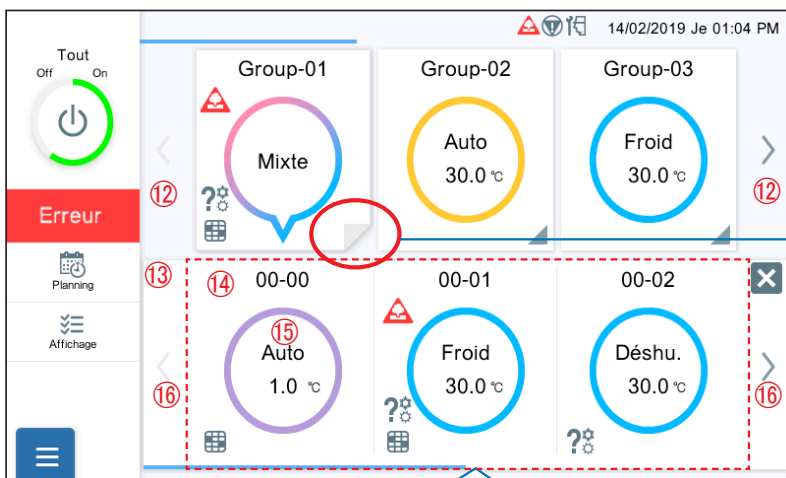 14/02/2019 Je 01:04 PM
Tout
Off On
Group-01 Group-02 Group-03
Mixte
Auto
30.0 ℃
Froid
30.0 ℃
⑫ ⑫
Erreur
Planning
Affichage
⑬ ⑭ 00-00 00-01 00-02
⑮
Auto
1.0 ℃
Froid
30.0 ℃
Déshu.
30.0 ℃
⑯ ⑯